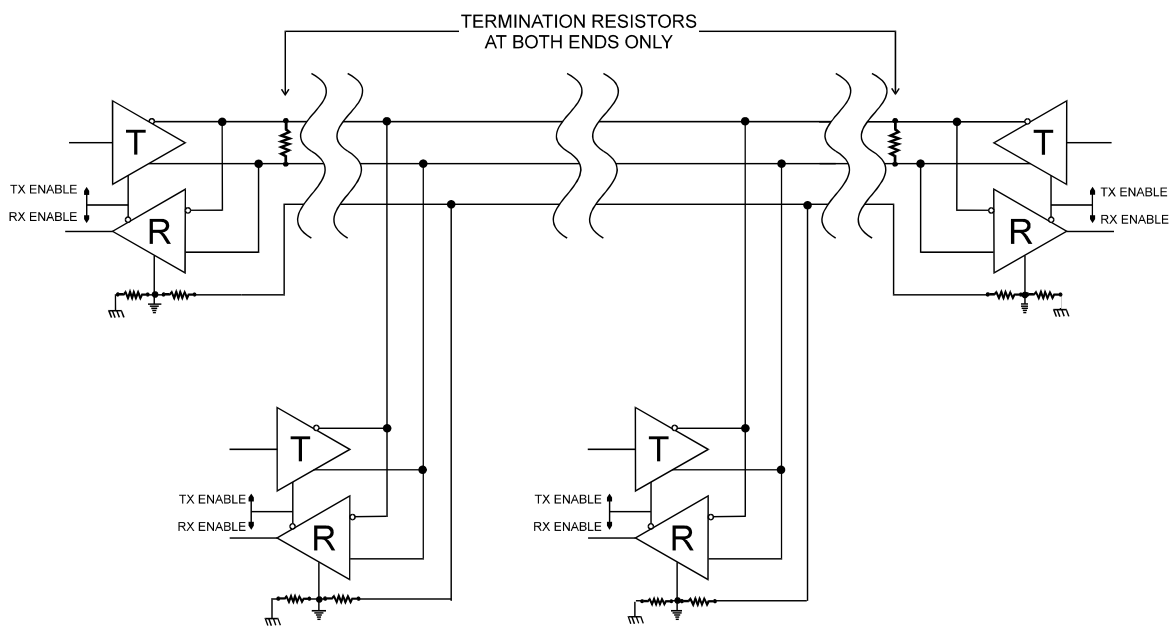 TERMINATION RESISTORS
AT BOTH ENDS ONLY
T
T
TX ENABLE
TX ENABLE
RX ENABLE
RX ENABLE
R
R
T
T
TX ENABLE
TX ENABLE
RX ENABLE
RX ENABLE
R
R